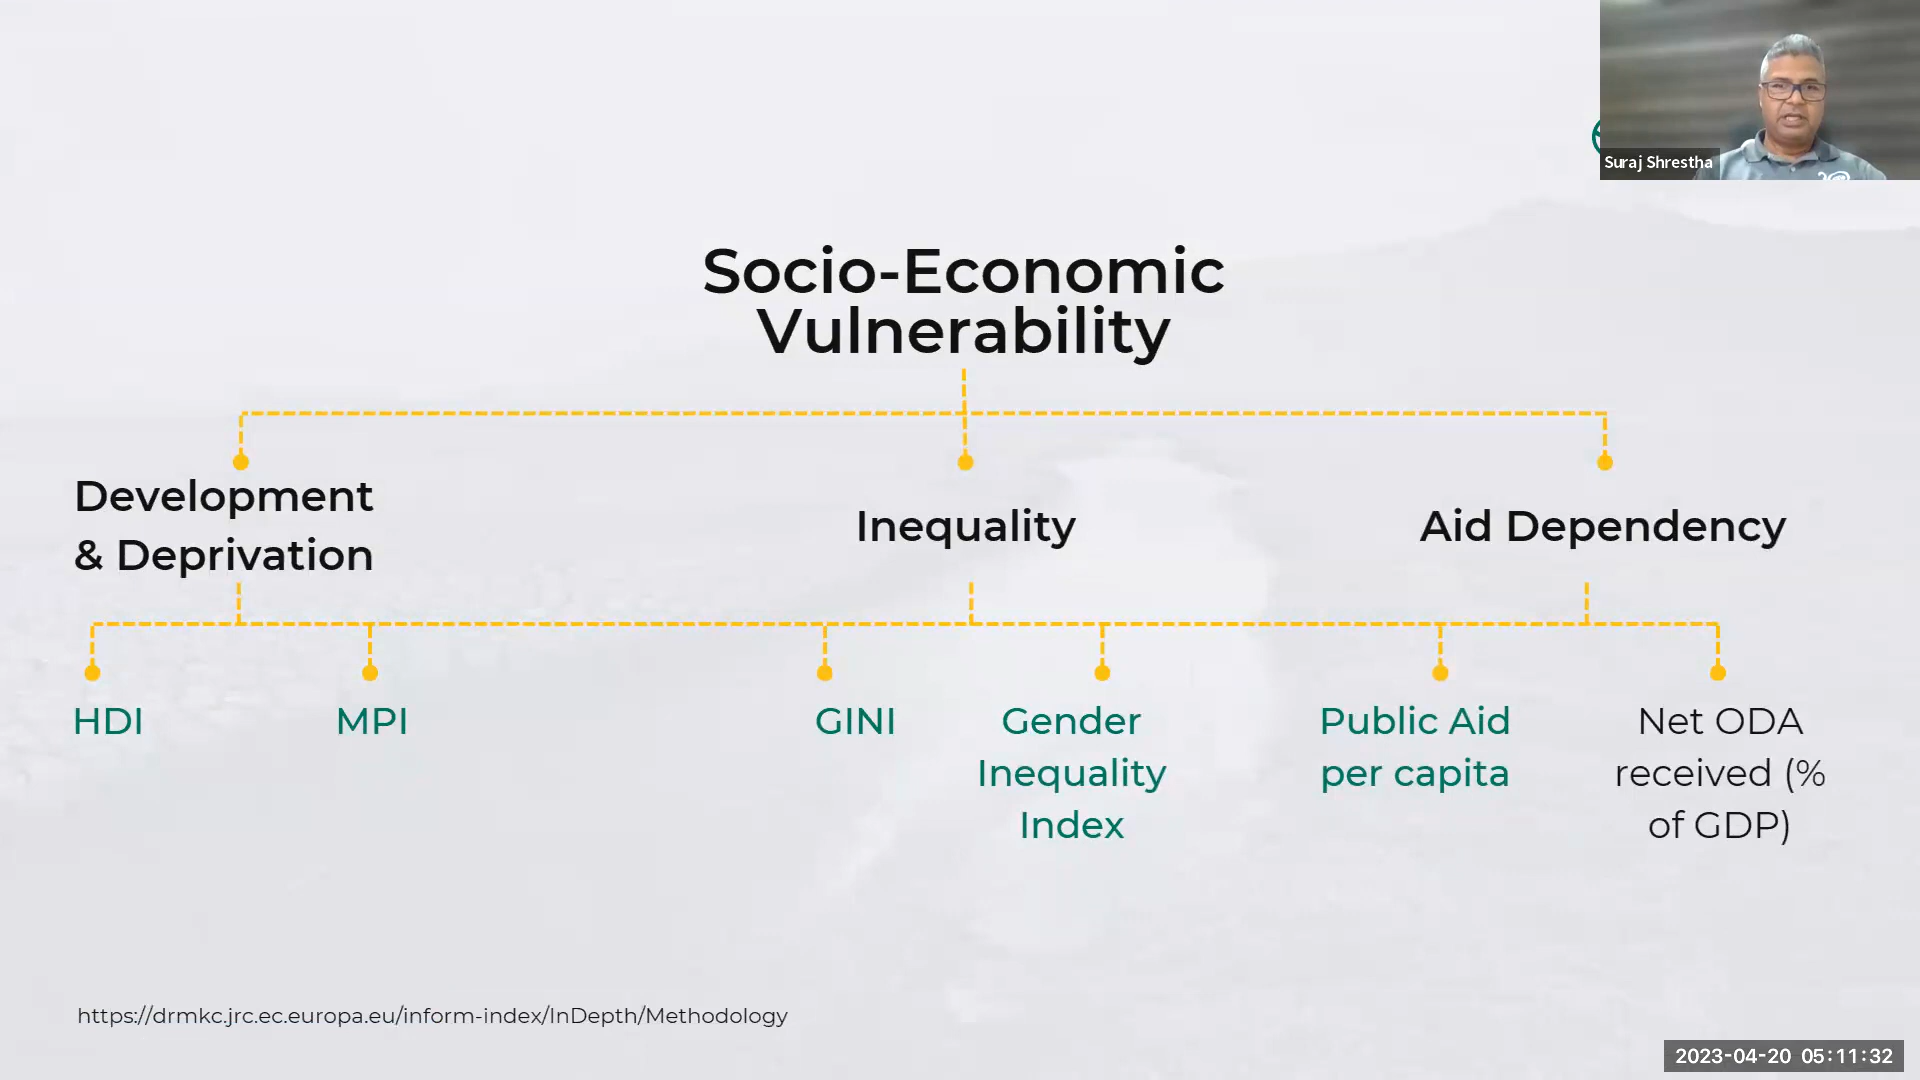 Suraj Shrestha
Socio-Economic
Vulnerability
Development
& Deprivation
Inequality
Aid Dependency
HDI
MPI
GINI
Gender
Inequality
Index
Public Aid
per capita
Net ODA
received (%
of GDP)
https://drmkc.jrc.ec.europa.eu/inform-index/InDepth/Methodology
2023-04-20 05:11:32